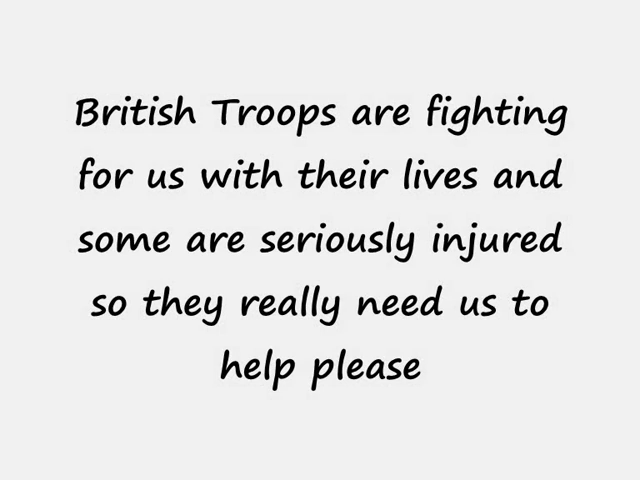 British Troops are fighting
for us with their lives and
some are seriously injured
so they really need us to
help please